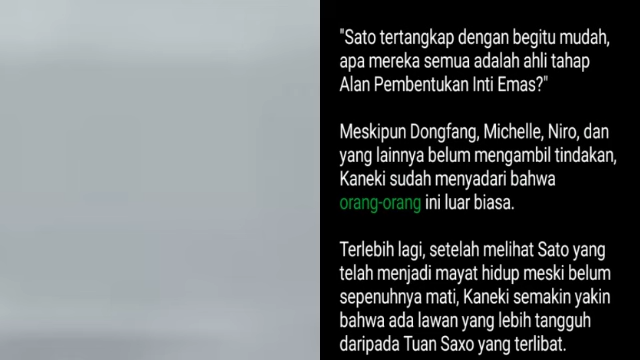 "Sato tertangkap dengan begitu mudah,
apa mereka semua adalah ahli tahap
Alan Pembentukan Inti Emas?"
Meskipun Dongfang, Michelle, Niro, dan
yang lainnya belum mengambil tindakan,
Kaneki sudah menyadari bahwa
orang-orang ini luar biasa.
Terlebih lagi, setelah melihat Sato yang
telah menjadi mayat hidup meski belum
sepenuhnya mati, Kaneki semakin yakin
bahwa ada lawan yang lebih tangguh
daripada Tuan Saxo yang terlibat.